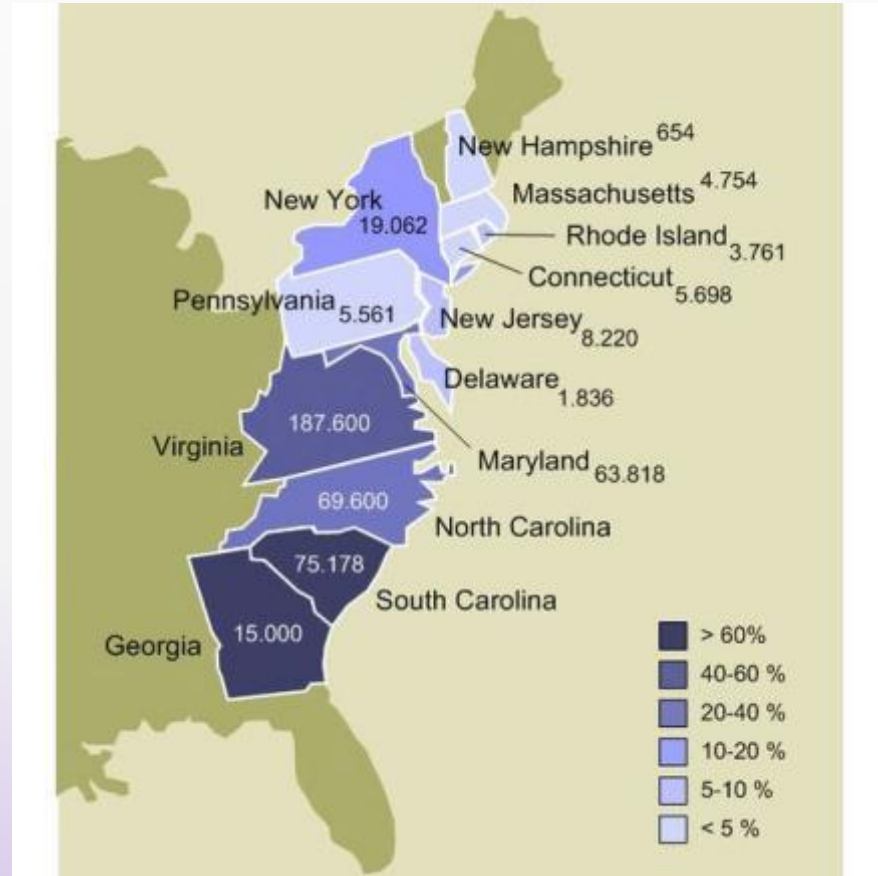 New Hampshire 654
Massachusetts 4.754
New York
19.062
Rhode Island 3.761
Connecticut 5.698
Pennsylvania 5.561
New Jersey 8.220
Delaware 1.836
187.600
Virginia
Maryland 63.818
69.600
North Carolina
75.178
South Carolina
15.000
Georgia
> 60%
40-60 %
20-40 %
10-20 %
5-10 %
< 5 %